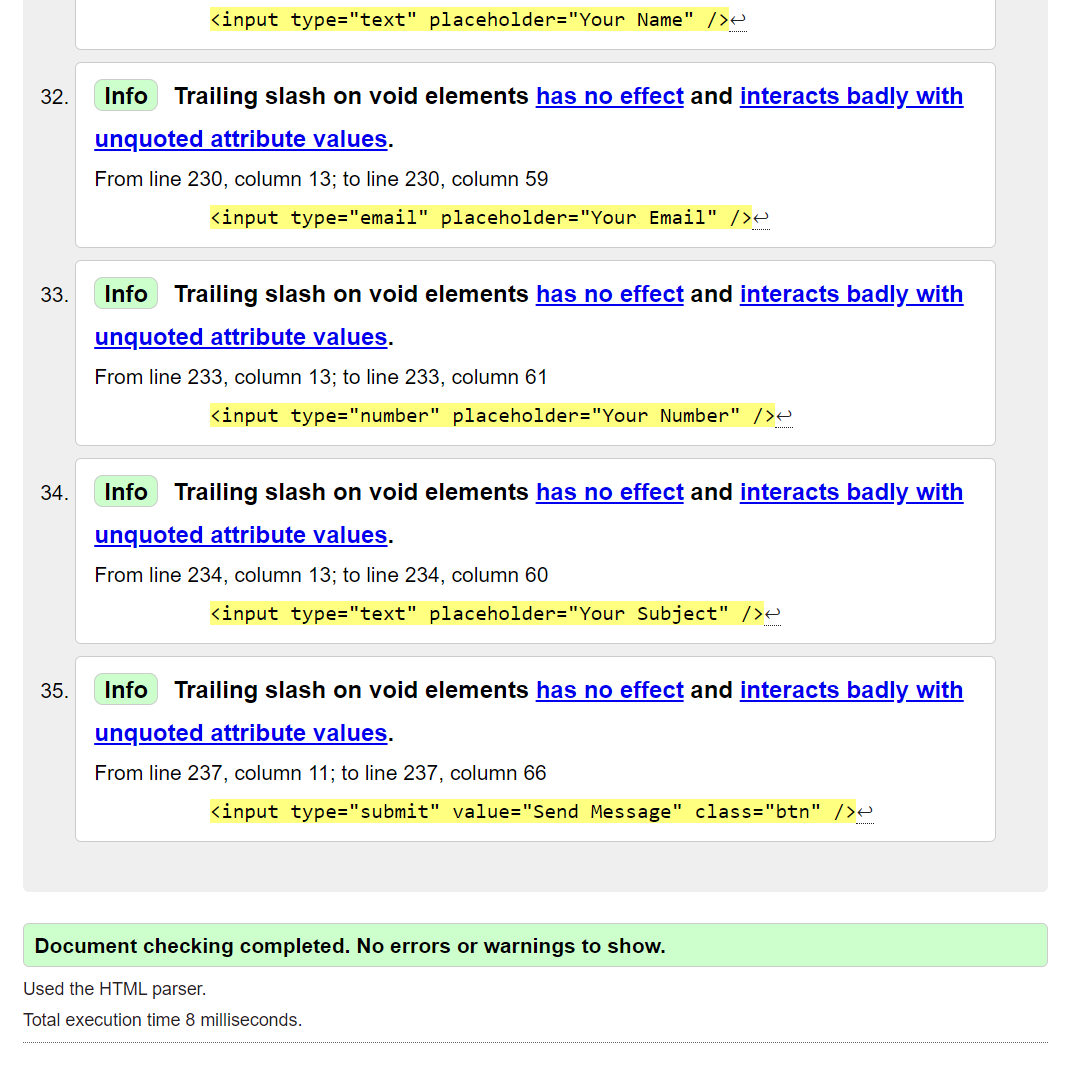 <input type="text" placeholder="Your Name" />↩
32. Info Trailing slash on void elements has no effect and interacts badly with
unquoted attribute values.
From line 230, column 13; to line 230, column 59
<input type="email" placeholder="Your Email" />↩
33. Info Trailing slash on void elements has no effect and interacts badly with
unquoted attribute values.
From line 233, column 13; to line 233, column 61
<input type="number" placeholder="Your Number" />↩
34. Info Trailing slash on void elements has no effect and interacts badly with
unquoted attribute values.
From line 234, column 13; to line 234, column 60
<input type="text" placeholder="Your Subject" />↩
35. Info Trailing slash on void elements has no effect and interacts badly with
unquoted attribute values.
From line 237, column 11; to line 237, column 66
<input type="submit" value="Send Message" class="btn" />↩
Document checking completed. No errors or warnings to show.
Used the HTML parser.
Total execution time 8 milliseconds.